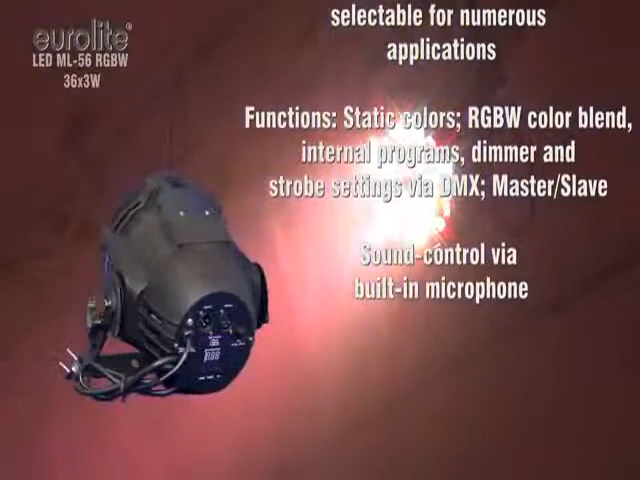 eurolite®
LED ML-56 RGBW
36x3W
selectable for numerous
applications
Functions: Static colors; RGBW color blend,
internal programs, dimmer and
strobe settings via DMX; Master/Slave
Sound-control via
built-in microphone